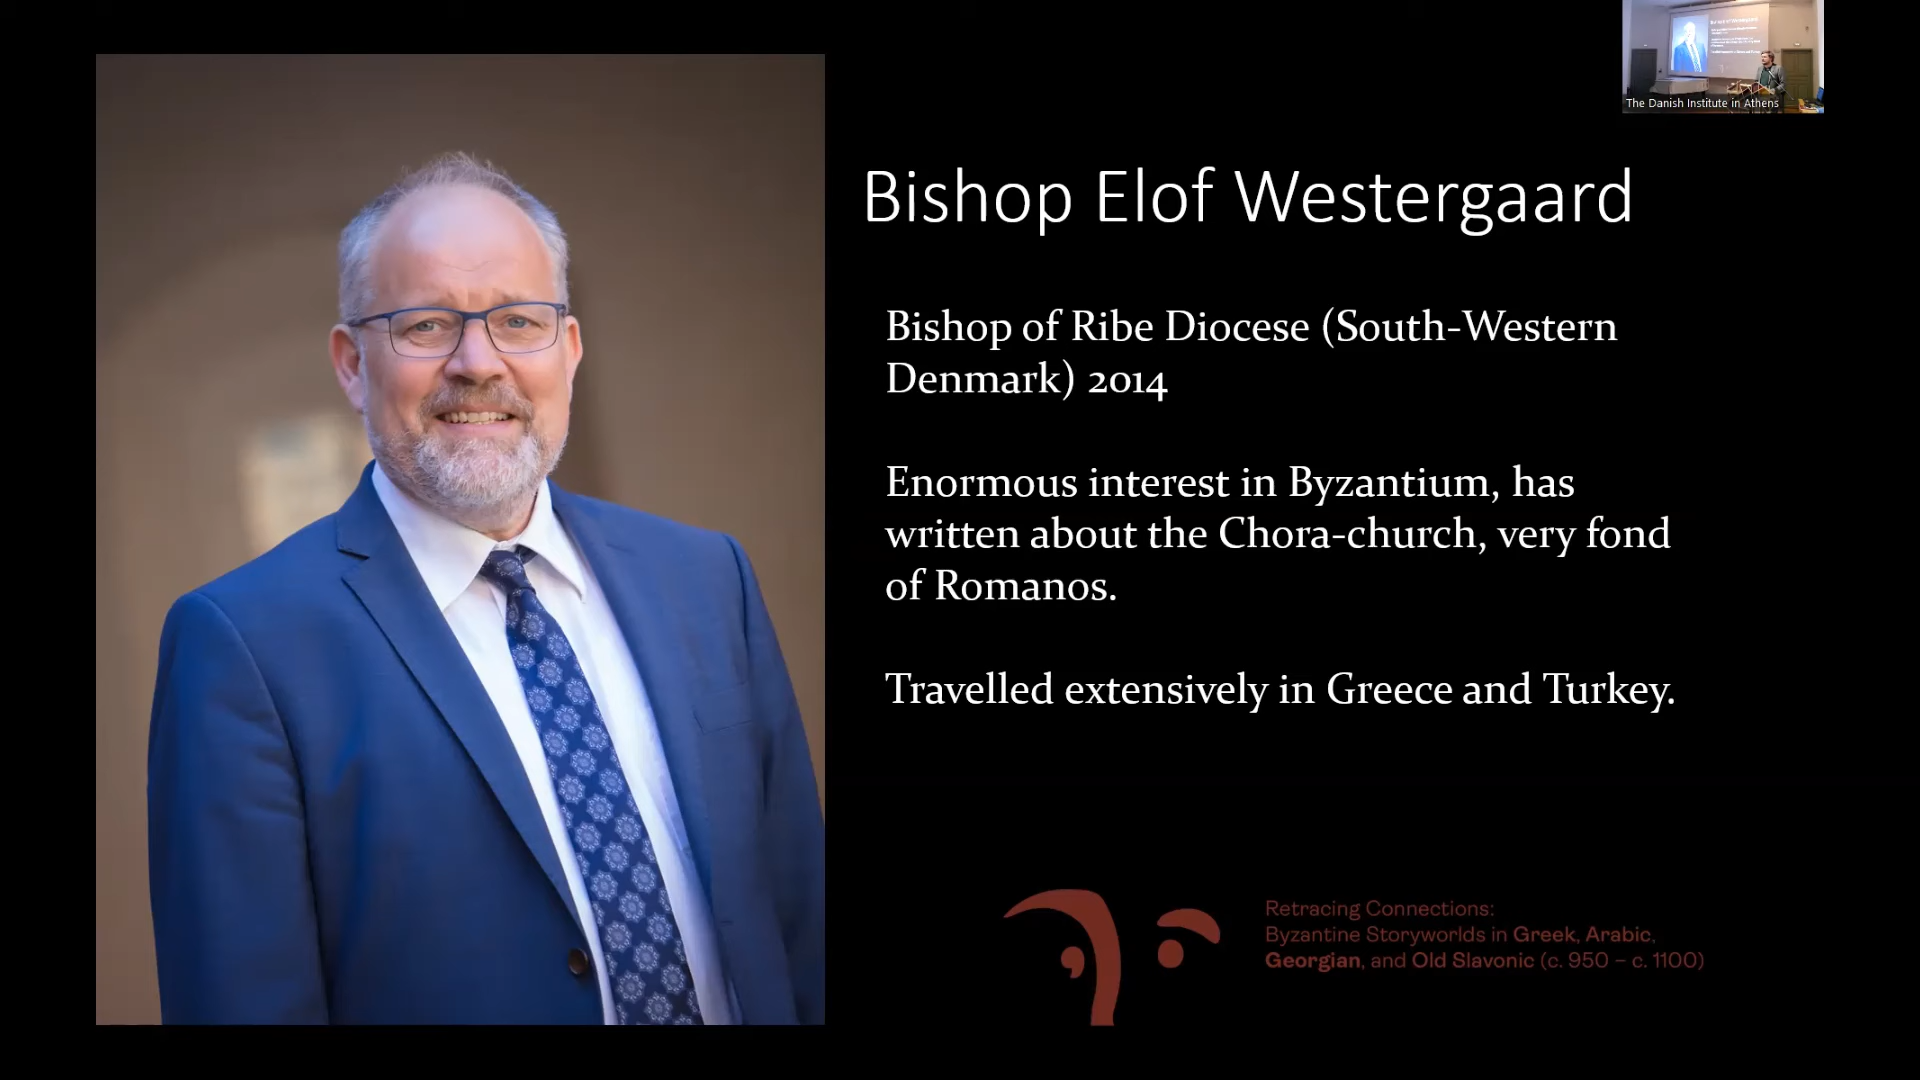 The Danish Institute in Athens
Bishop Elof Westergaard
Bishop of Ribe Diocese (South-Western
Denmark) 2014
Enormous interest in Byzantium, has
written about the Chora-church, very fond
of Romanos.
Travelled extensively in Greece and Turkey.
Retracing Connections:
Byzantine Storyworlds in Greek, Arabic,
Georgian, and Old Slavonic (c. 950 – c. 1100)